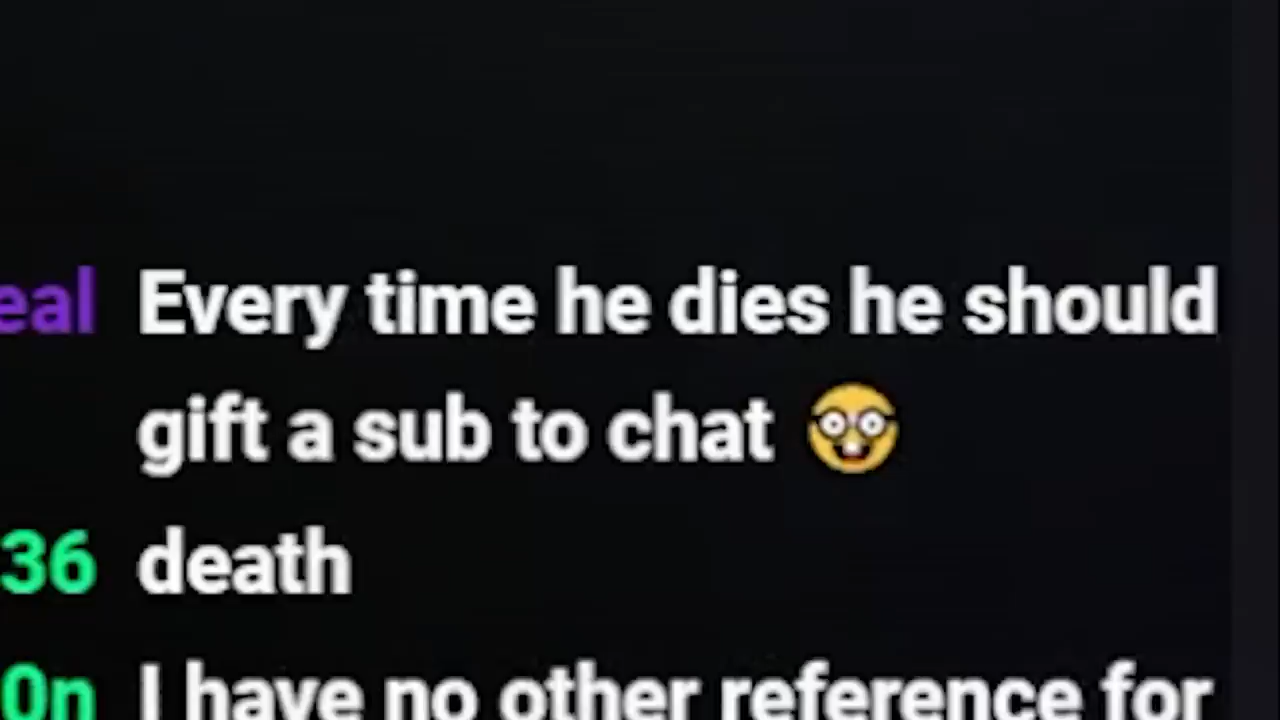 eal Every time he dies he should
gift a sub to chat 🤓
36 death
0n I have no other reference for